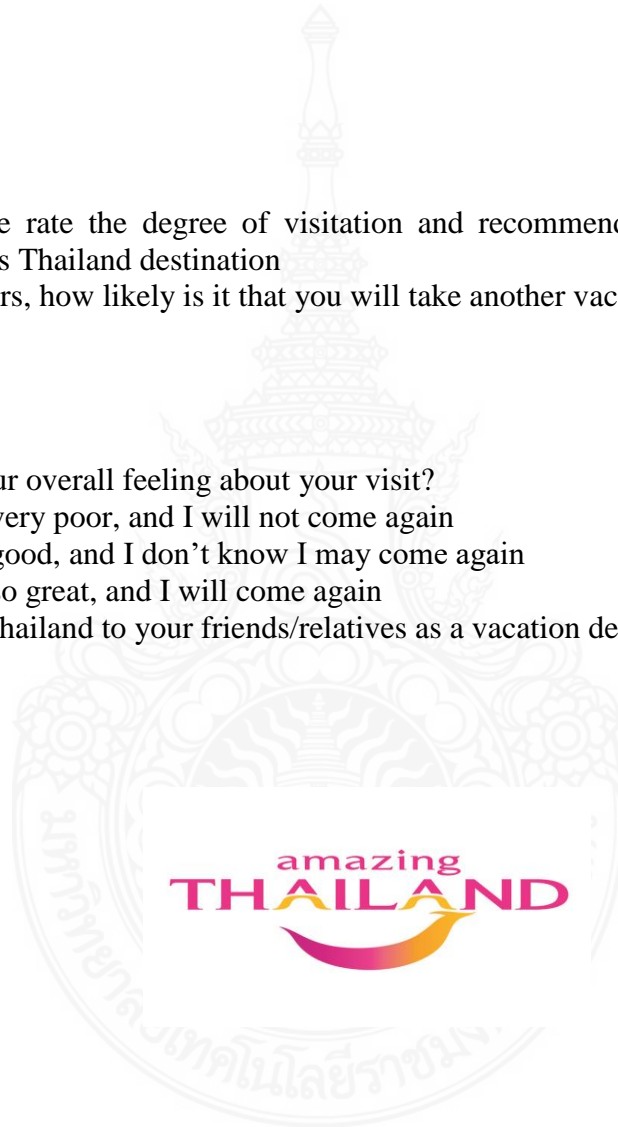 e rate the degree of visitation and recommend
s Thailand destination
rs, how likely is it that you will take another vac
ur overall feeling about your visit?
very poor, and I will not come again
good, and I don’t know I may come again
so great, and I will come again
hailand to your friends/relatives as a vacation de
amazing
THAILAND